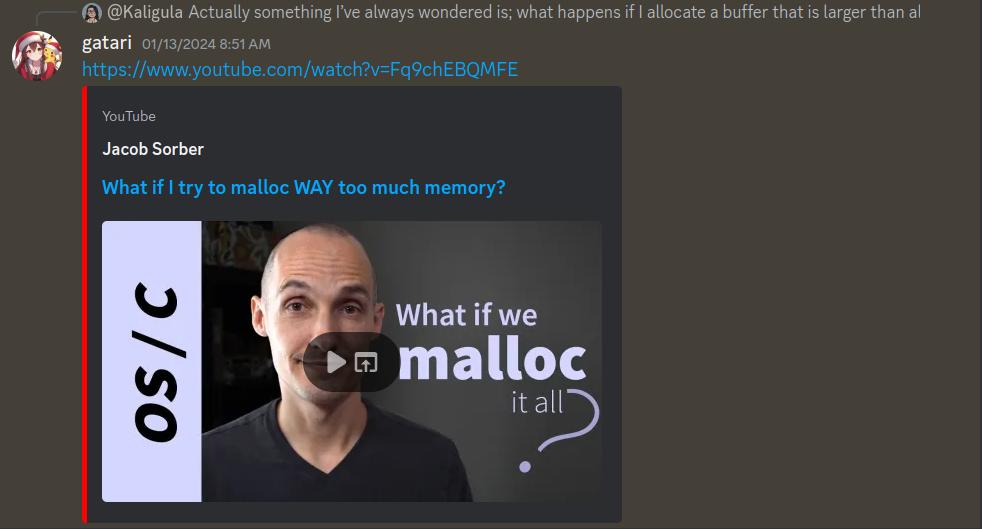 @Kaligula Actually something I've always wondered is; what happens if I allocate a buffer that is larger than al
gatari 01/13/2024 8:51 AM
https://www.youtube.com/watch?v=Fq9chEBQMFE
YouTube
Jacob Sorber
What if I try to malloc WAY too much memory?
OS / C
What if we
malloc
it all?